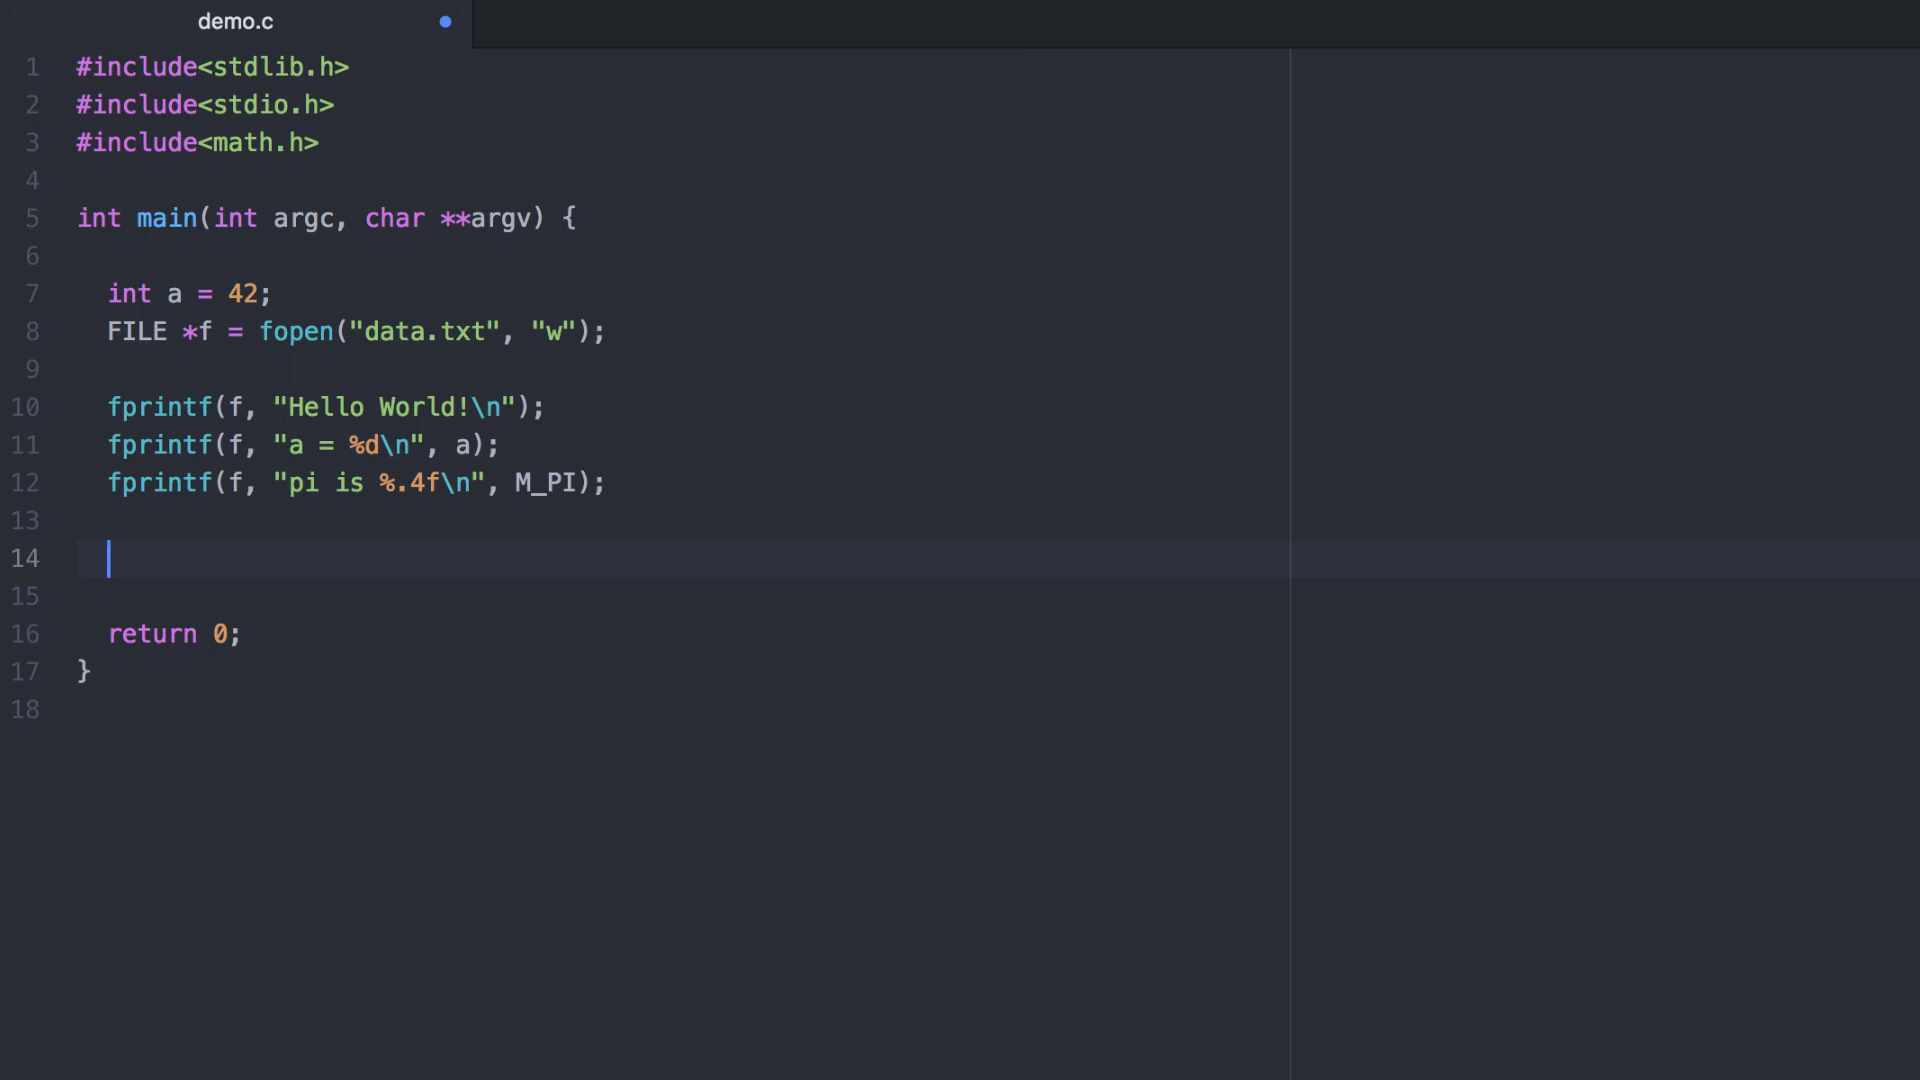 demo.c
1 #include<stdlib.h>
2 #include<stdio.h>
3 #include<math.h>
4
5 int main(int argc, char **argv) {
6
7   int a = 42;
8   FILE *f = fopen("data.txt", "w");
9
10   fprintf(f, "Hello World!\n");
11   fprintf(f, "a = %d\n", a);
12   fprintf(f, "pi is %.4f\n", M_PI);
13
14
15
16   return 0;
17 }
18